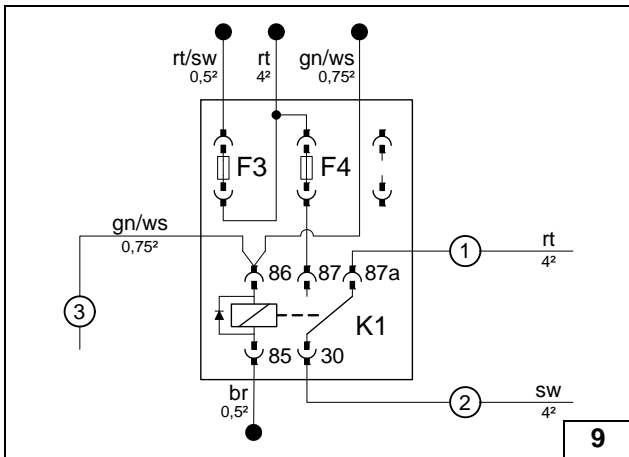 rt/sw
0,5²
rt
4²
gn/ws
0,75²
F3
F4
gn/ws
0,75²
86
87
87a
1
rt
4²
3
K1
85
30
br
0,5²
2
sw
4²
9